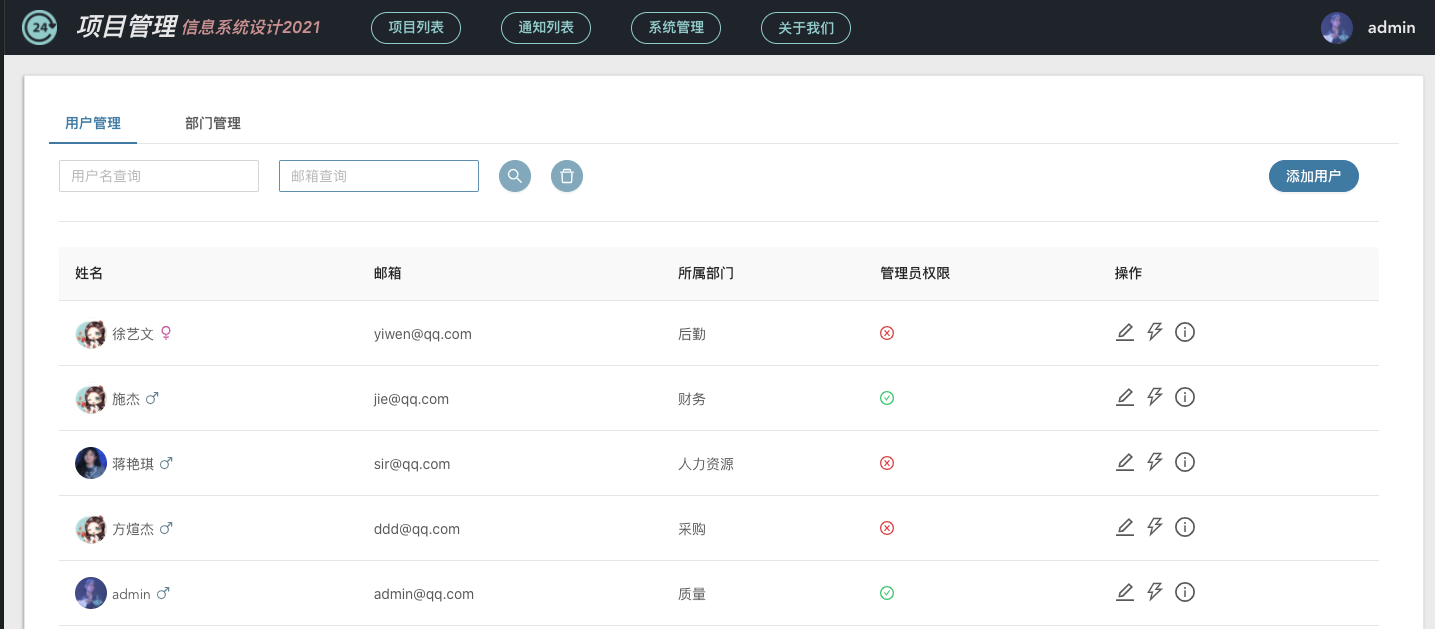 24 项目管理 信息系统设计2021 项目列表 通知列表 系统管理 关于我们 admin
用户管理 部门管理
用户名查询 邮箱查询 添加用户
姓名 邮箱 所属部门 管理员权限 操作
徐艺文 yiwen@qq.com 后勤
施杰 jie@qq.com 财务
蒋艳琪 sir@qq.com 人力资源
方煊杰 ddd@qq.com 采购
admin admin@qq.com 质量